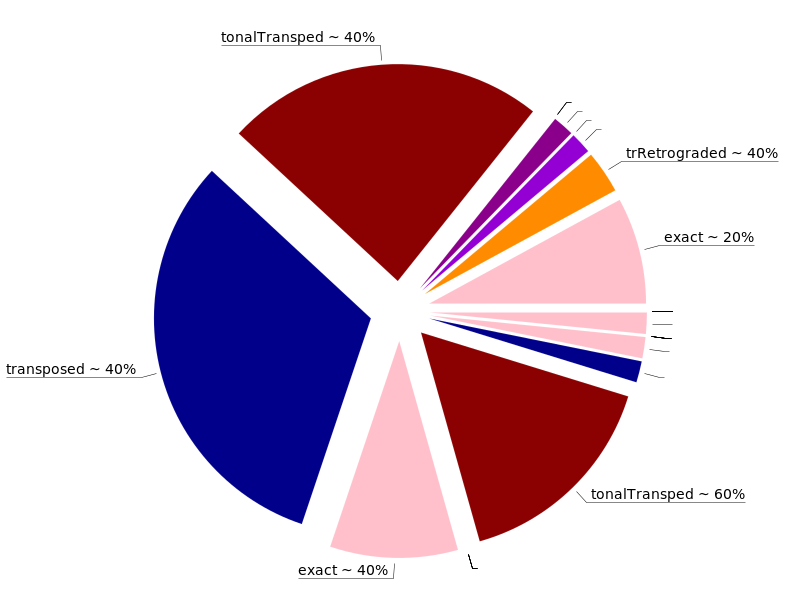 tonalTransped ~ 40%
trRetrograded ~ 40%
exact ~ 20%
transposed ~ 40%
tonalTransped ~ 60%
exact ~ 40%